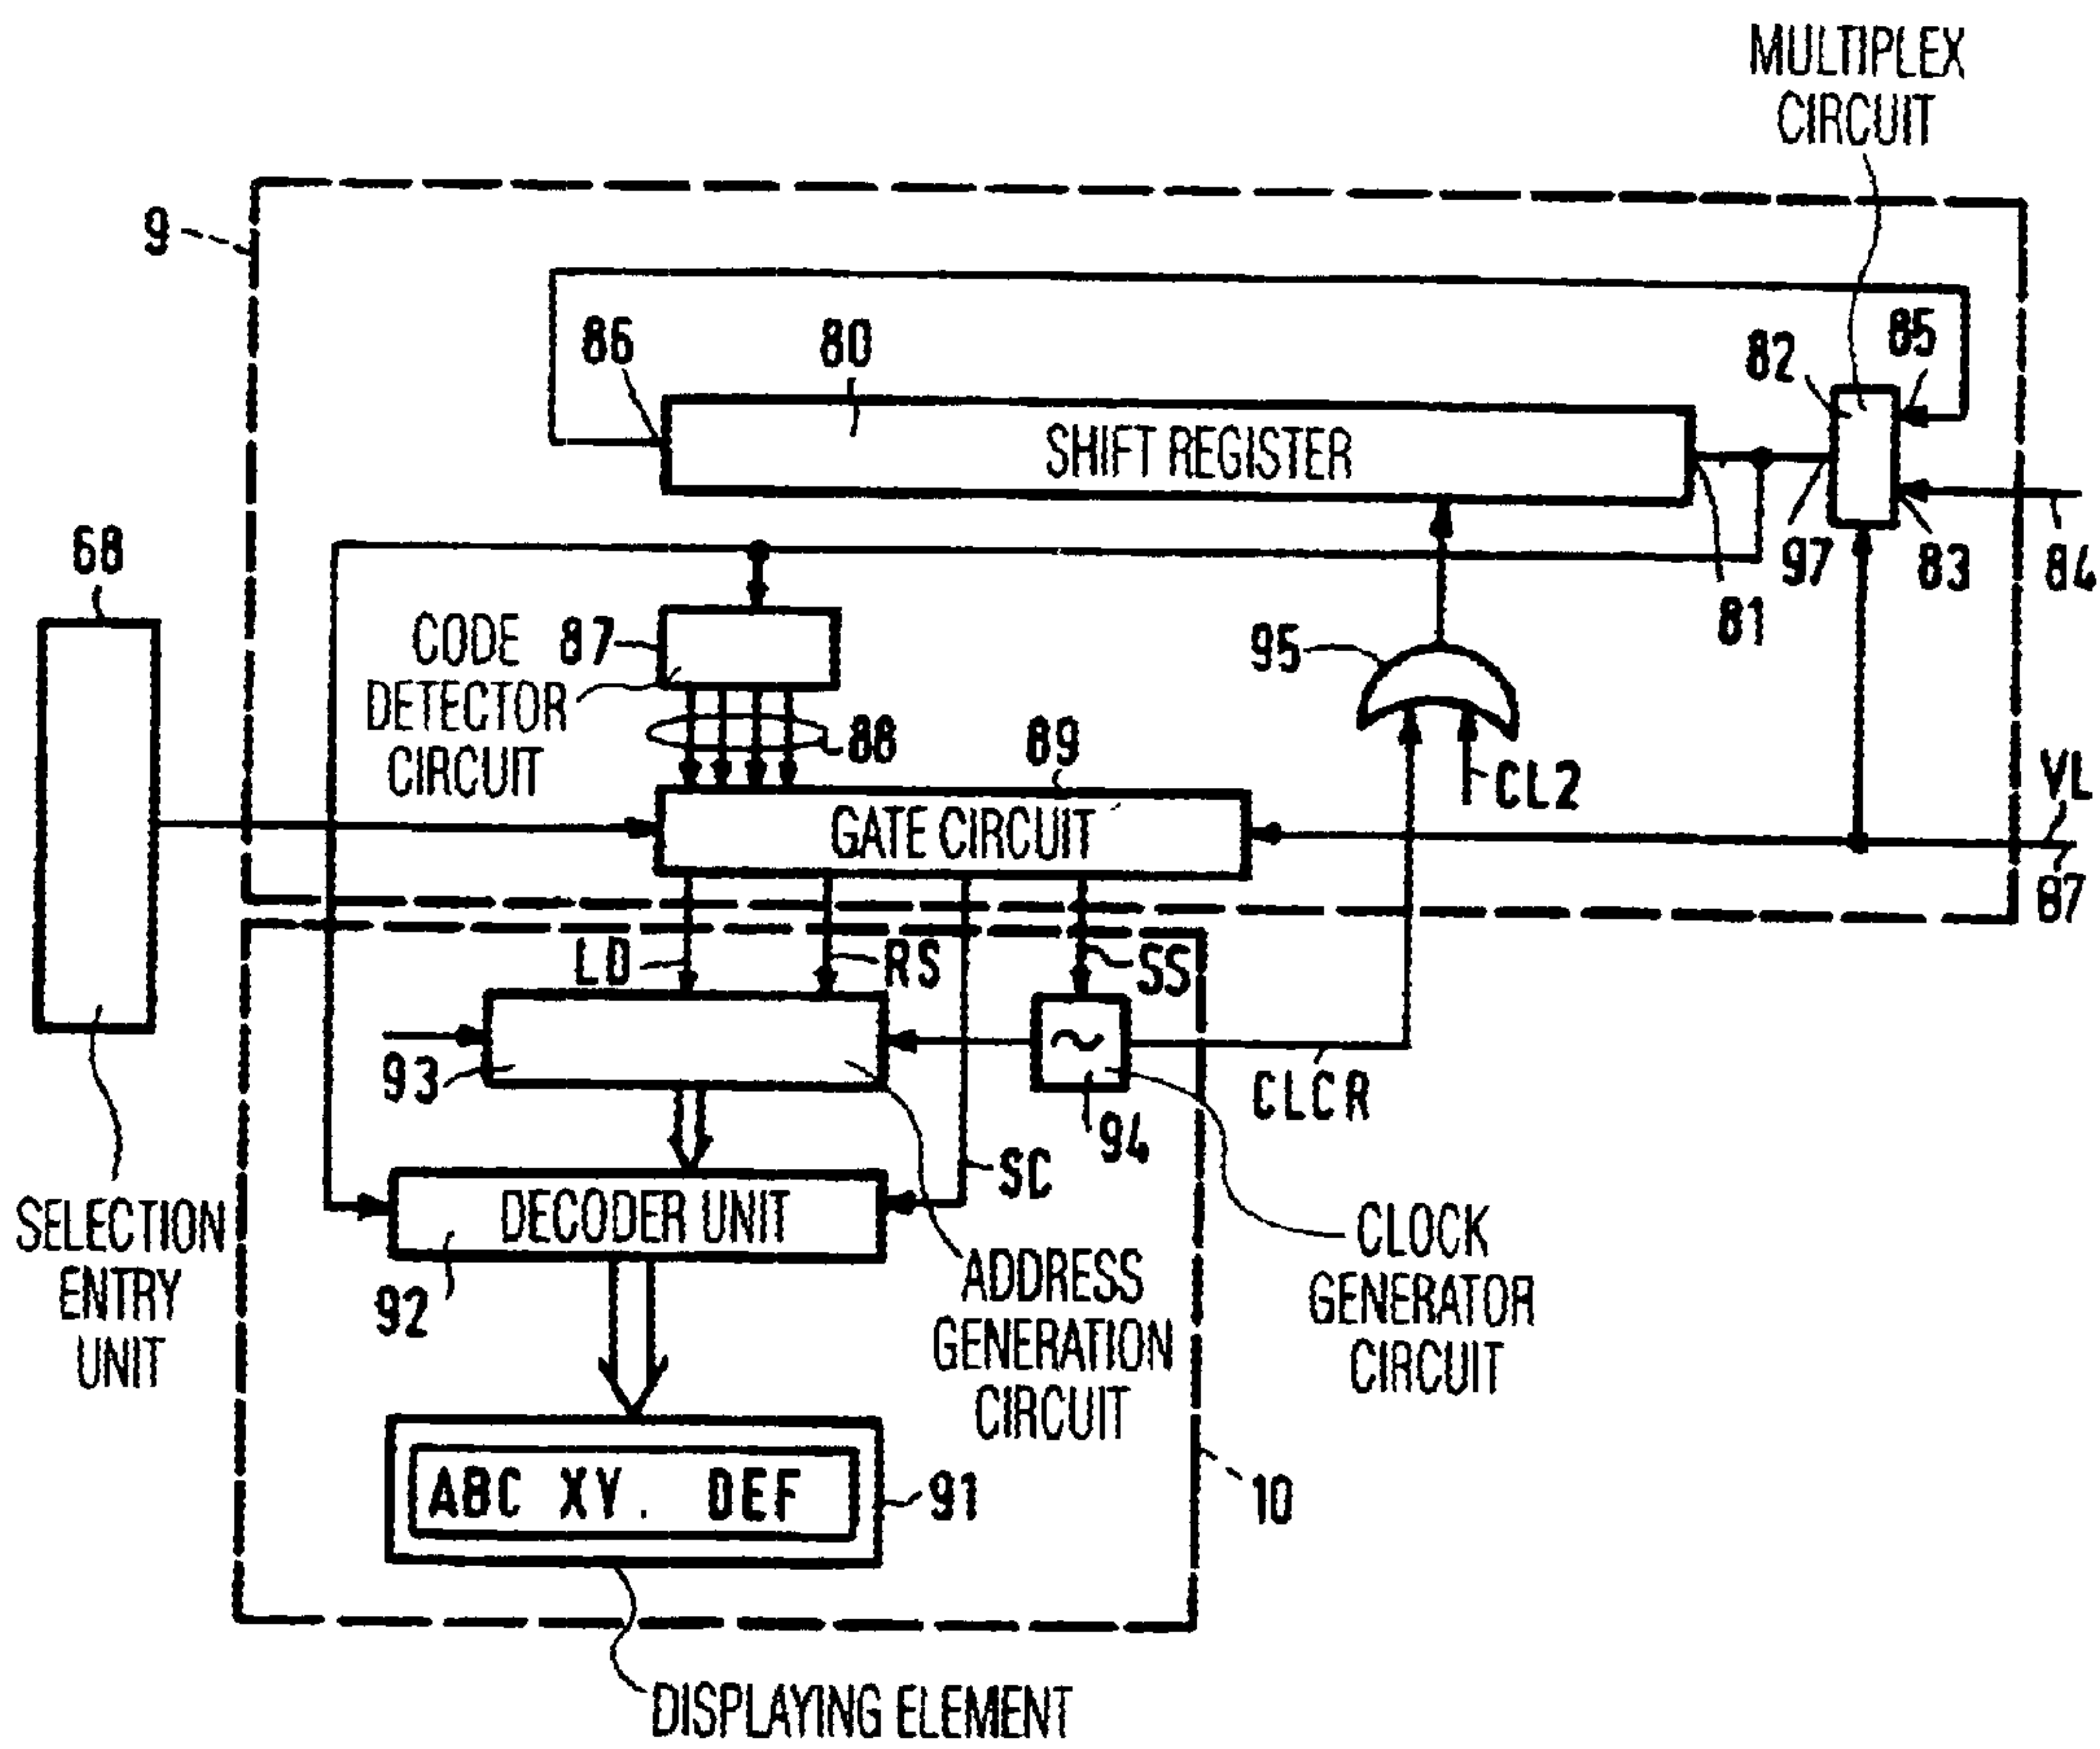 MULTIPLEX
CIRCUIT
9
86
80
82
85
SHIFT REGISTER
68
97
83
84
81
CODE
DETECTOR
CIRCUIT
87
95
88
89
CL2
VL
GATE CIRCUIT
87
LD
RS
SS
93
94
CLCR
SC
DECODER UNIT
92
SELECTION
ENTRY
UNIT
ADDRESS
GENERATION
CIRCUIT
CLOCK
GENERATOR
CIRCUIT
ABC XY. DEF
91
10
DISPLAYING ELEMENT